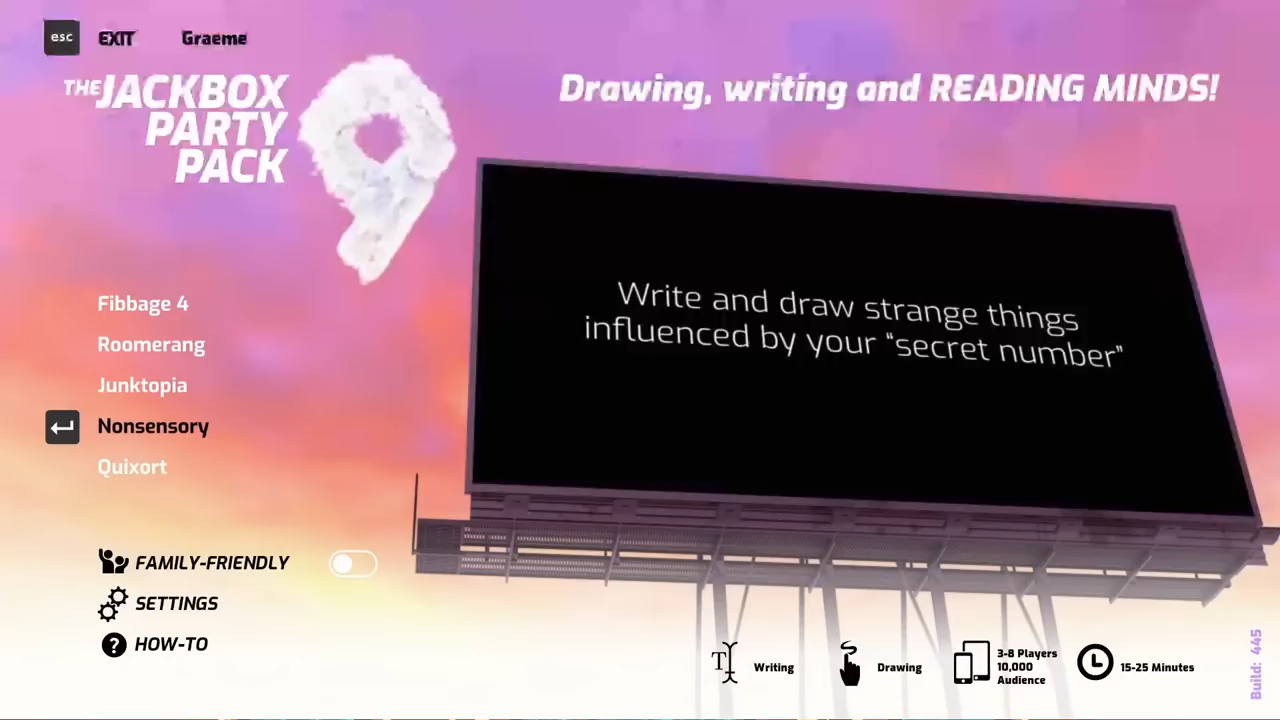 esc EXIT Graeme
THE JACKBOX
PARTY
PACK
9
Drawing, writing and READING MINDS!
Write and draw strange things
influenced by your “secret number”
Fibbage 4
Roomerang
Junktopia
Nonsensory
Quixort
FAMILY-FRIENDLY
SETTINGS
? HOW-TO
T Writing
Drawing
3-8 Players
10,000
Audience
15-25 Minutes
Build: 445